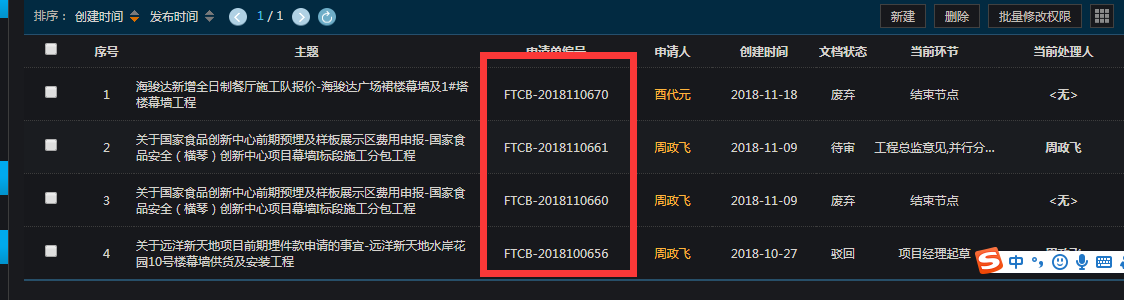 排序： 创建时间 发布时间 1 / 1 新建 删除 批量修改权限
序号 主题 申请单编号 申请人 创建时间 文档状态 当前环节 当前处理人
1 海骏达新增全日制餐厅施工队报价-海骏达广场裙楼幕墙及1#塔 FTCB-2018110670 酉代元 2018-11-18 废弃 结束节点 <无>
楼幕墙工程
2 关于国家食品创新中心前期预埋及样板展示区费用申报-国家食 FTCB-2018110661 周政飞 2018-11-09 待审 工程总监意见,并行分... 周政飞
品安全（横琴）创新中心项目幕墙I标段施工分包工程
3 关于国家食品创新中心前期预埋及样板展示区费用申报-国家食 FTCB-2018110660 周政飞 2018-11-09 废弃 结束节点 <无>
品安全（横琴）创新中心项目幕墙I标段施工分包工程
4 关于远洋新天地项目前期埋件款申请的事宜-远洋新天地水岸花 FTCB-2018100656 周政飞 2018-10-27 驳回 项目经理起草
园10号楼幕墙供货及安装工程
S 中